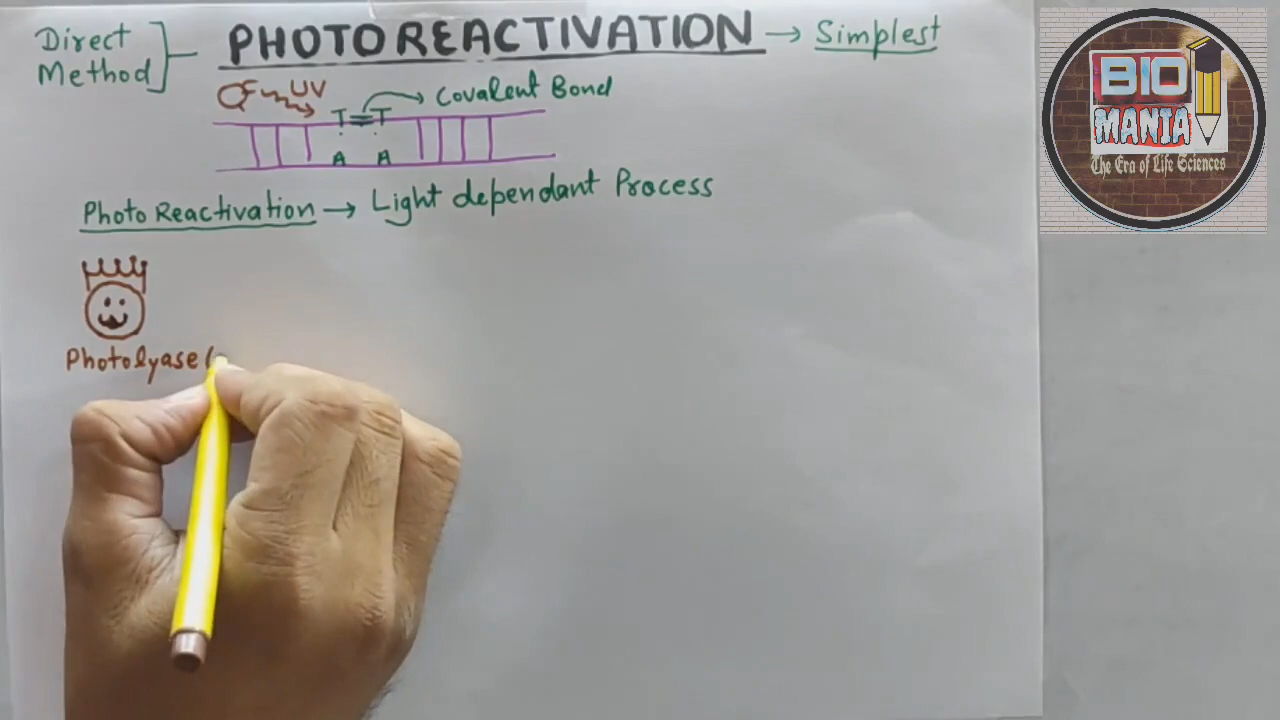 Direct
Method
PHOTOREACTIVATION → Simplest
UV
T = T → Covalent Bond
A A
Photo Reactivation → Light dependant Process
Photolyase (
BIO
MANIA
The Era of Life Sciences